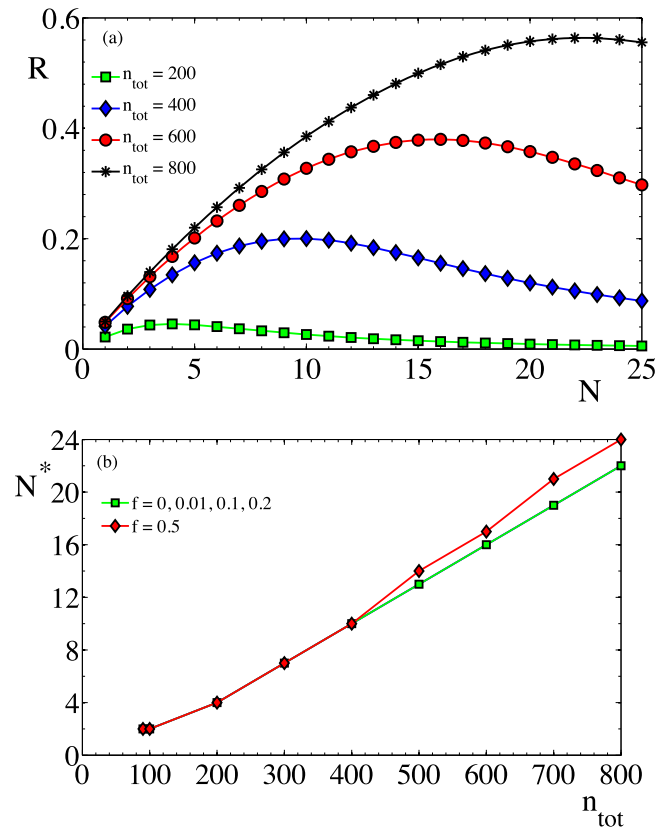 0.6
(a)
R
n_tot = 200
n_tot = 400
n_tot = 600
n_tot = 800
0.4
0.2
0
0 5 10 15 20 25
N
24
(b)
N*
f = 0, 0.01, 0.1, 0.2
f = 0.5
20
16
12
8
4
0
0 100 200 300 400 500 600 700 800
n_tot